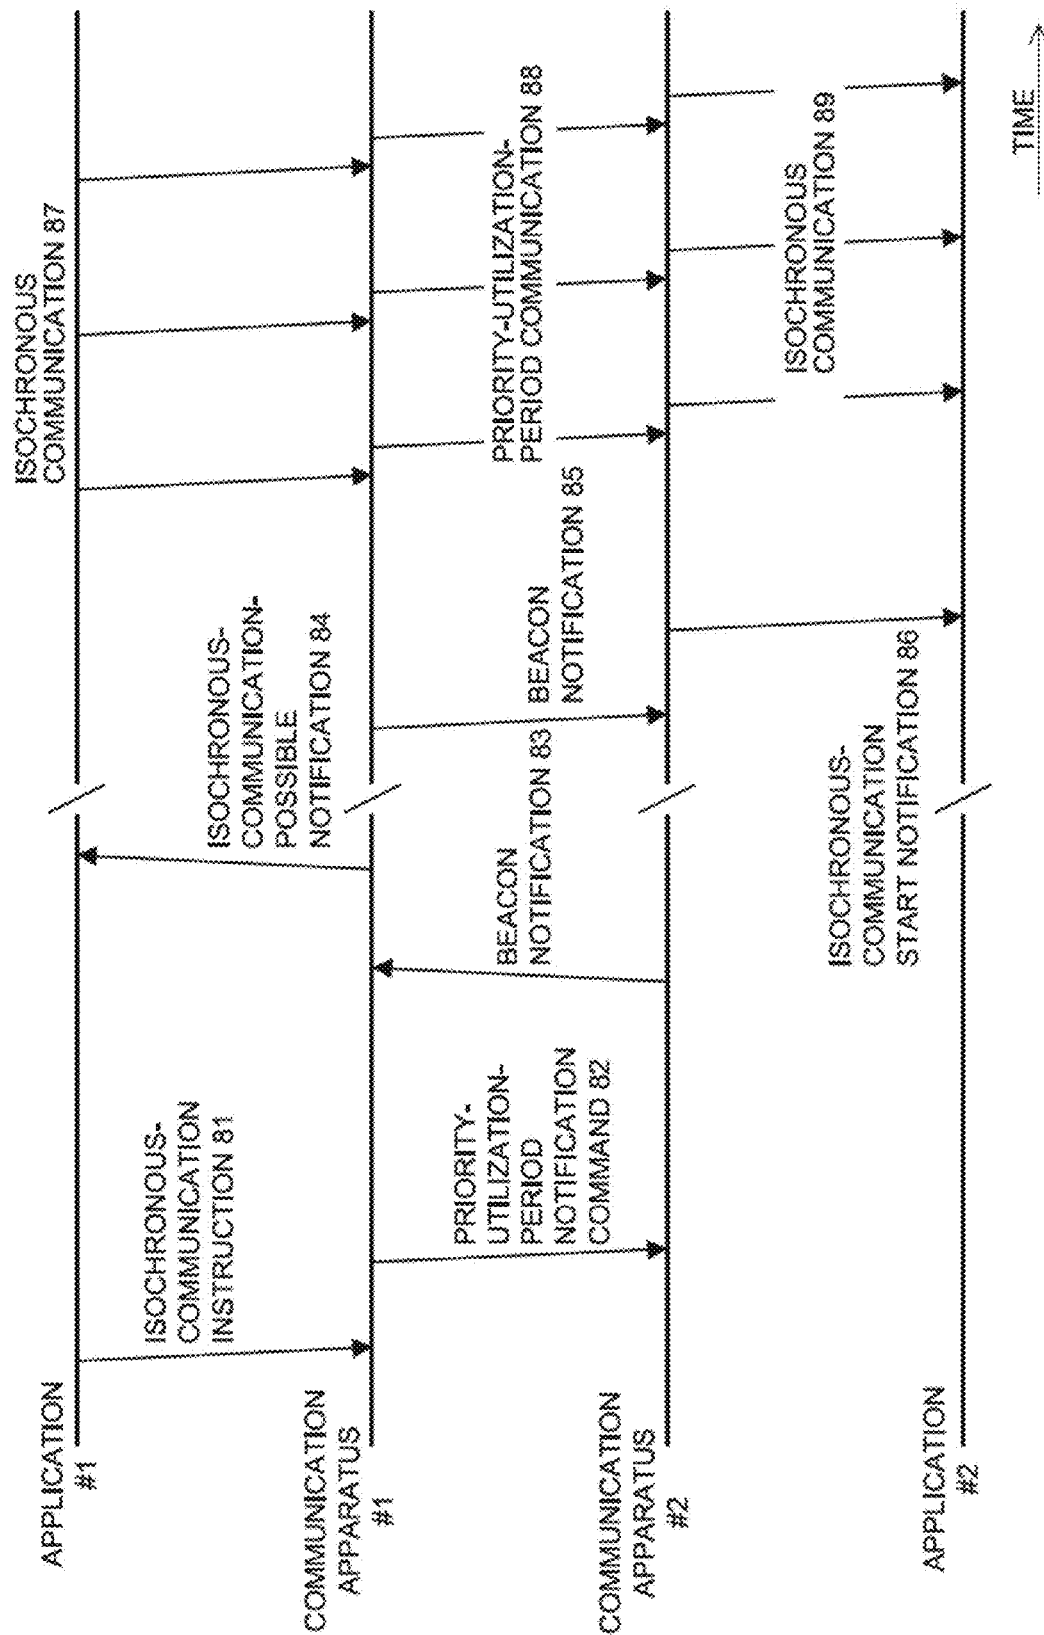 APPLICATION
#1
COMMUNICATION
APPARATUS
#1
COMMUNICATION
APPARATUS
#2
APPLICATION
#2
ISOCHRONOUS-
COMMUNICATION
INSTRUCTION 81
PRIORITY-
UTILIZATION-
PERIOD
NOTIFICATION
COMMAND 82
BEACON
NOTIFICATION 83
ISOCHRONOUS-
COMMUNICATION-
POSSIBLE
NOTIFICATION 84
BEACON
NOTIFICATION 85
ISOCHRONOUS-
COMMUNICATION
START NOTIFICATION 86
ISOCHRONOUS
COMMUNICATION 87
PRIORITY-UTILIZATION-
PERIOD COMMUNICATION 88
ISOCHRONOUS
COMMUNICATION 89
TIME